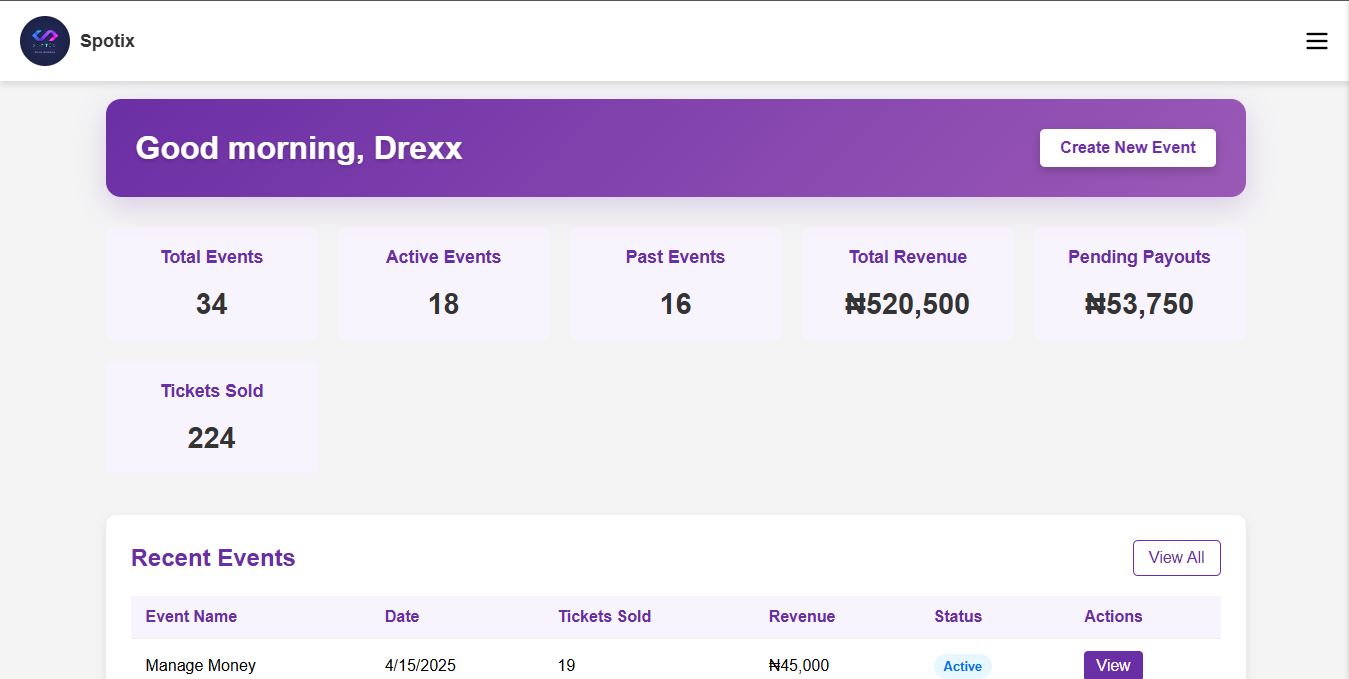 Spotix
Good morning, Drexx
Create New Event
Total Events
34
Active Events
18
Past Events
16
Total Revenue
₦520,500
Pending Payouts
₦53,750
Tickets Sold
224
Recent Events
View All
Event Name Date Tickets Sold Revenue Status Actions
Manage Money 4/15/2025 19 ₦45,000 Active View